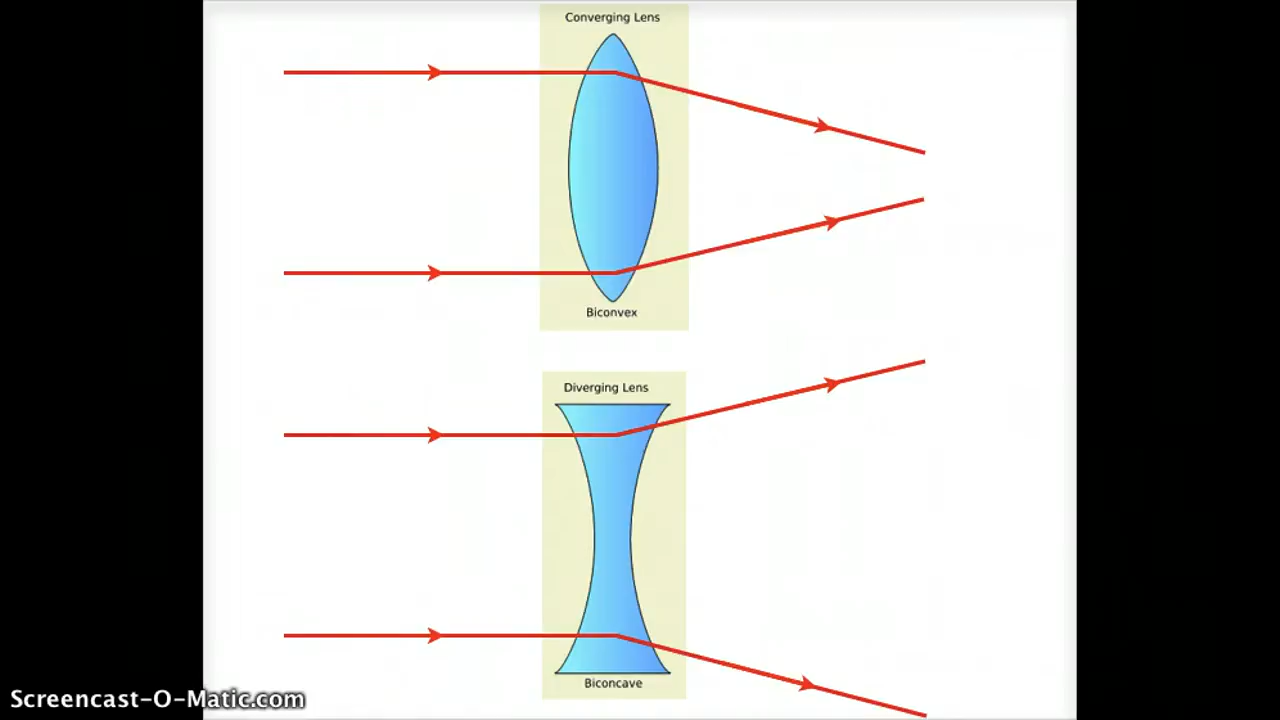 Converging Lens
Biconvex
Diverging Lens
Biconcave
Screencast-O-Matic.com